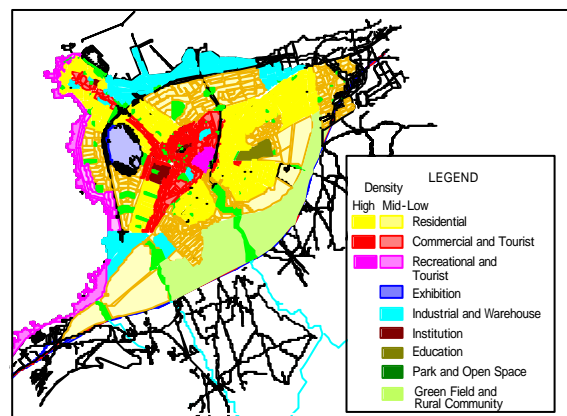 LEGEND
Density
High Mid-Low
Residential
Commercial and Tourist
Recreational and
Tourist
Exhibition
Industrial and Warehouse
Institution
Education
Park and Open Space
Green Field and
Rural Community